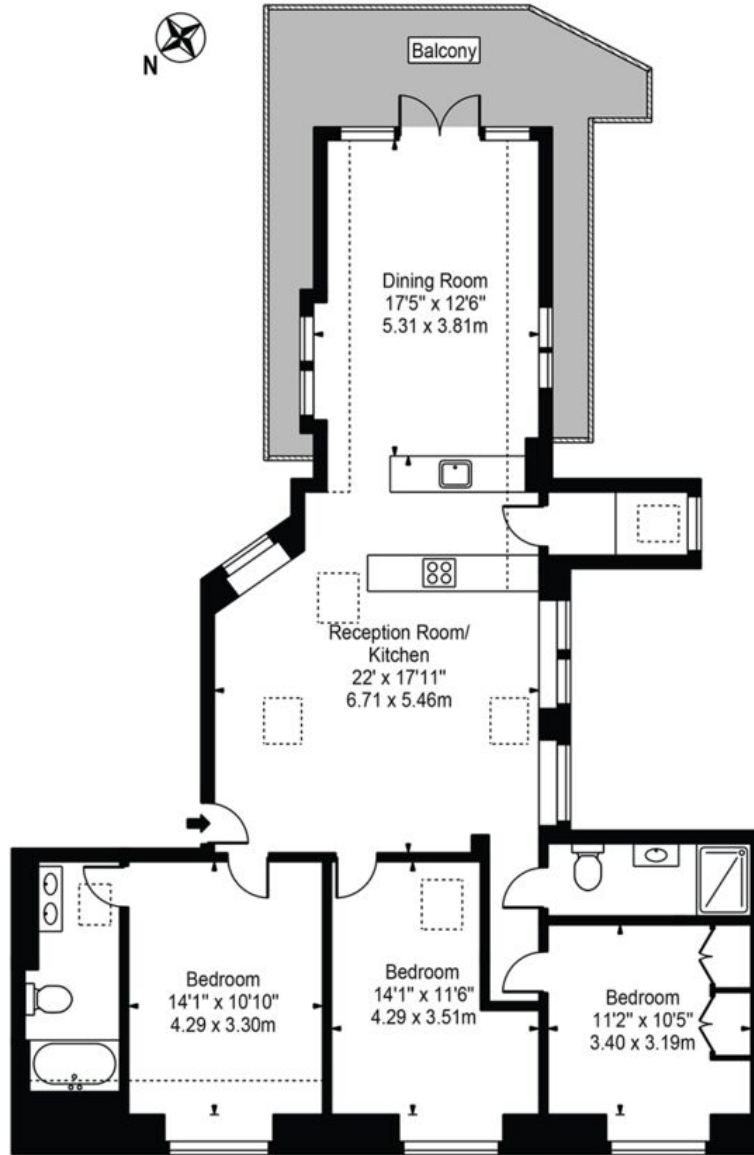 N
Balcony
Dining Room
17'5" x 12'6"
5.31 x 3.81m
Reception Room/
Kitchen
22' x 17'11"
6.71 x 5.46m
Bedroom
14'1" x 10'10"
4.29 x 3.30m
Bedroom
14'1" x 11'6"
4.29 x 3.51m
Bedroom
11'2" x 10'5"
3.40 x 3.19m